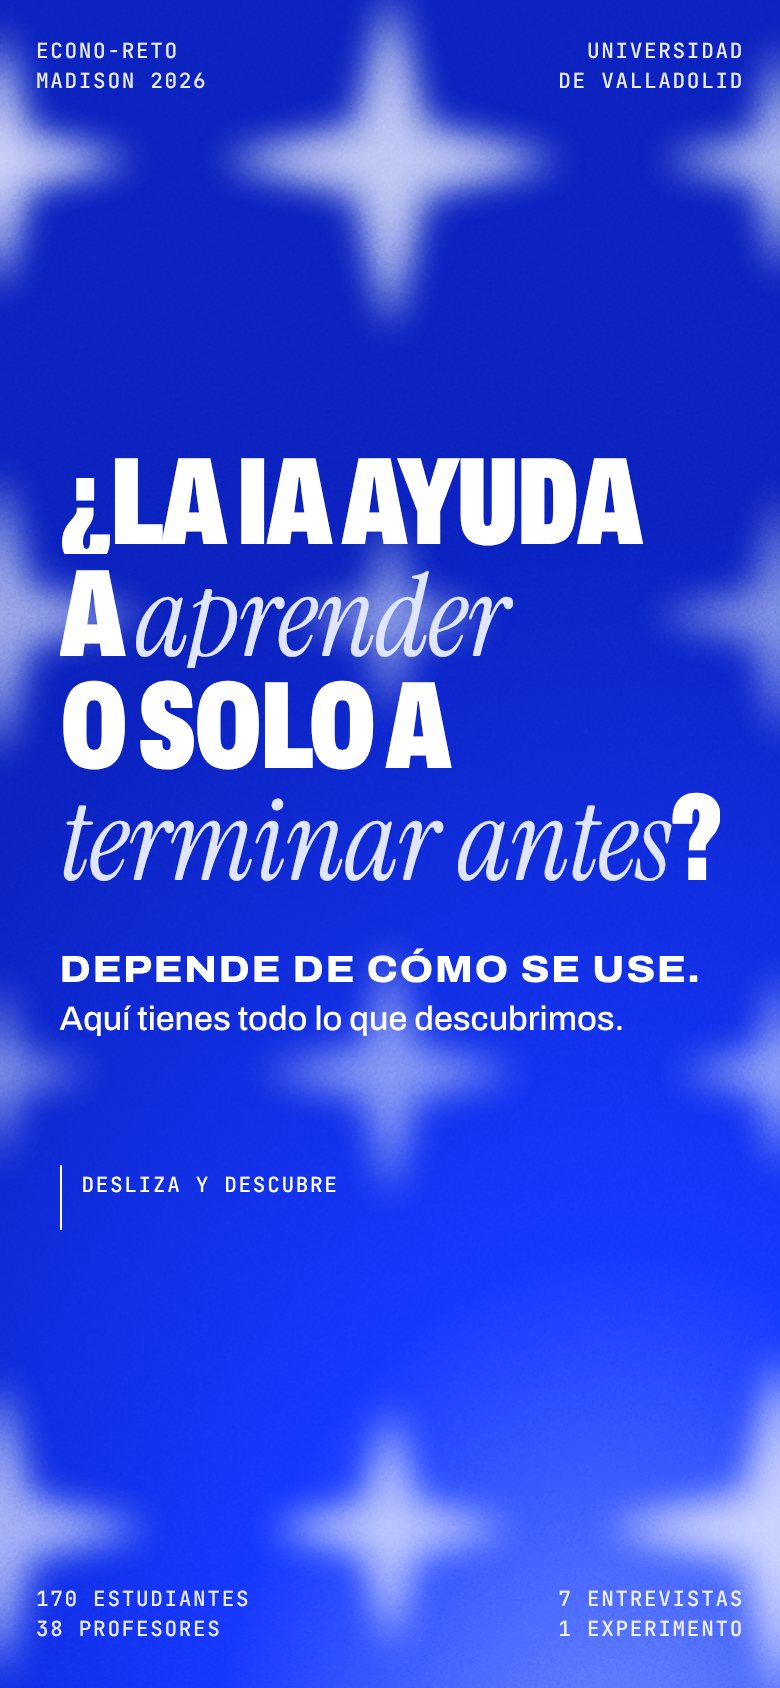 ECONO-RETO
MADISON 2026
UNIVERSIDAD
DE VALLADOLID
¿LA IA AYUDA
A aprender
O SOLO A
terminar antes?
DEPENDE DE CÓMO SE USE.
Aquí tienes todo lo que descubrimos.
DESLIZA Y DESCUBRE
170 ESTUDIANTES
38 PROFESORES
7 ENTREVISTAS
1 EXPERIMENTO